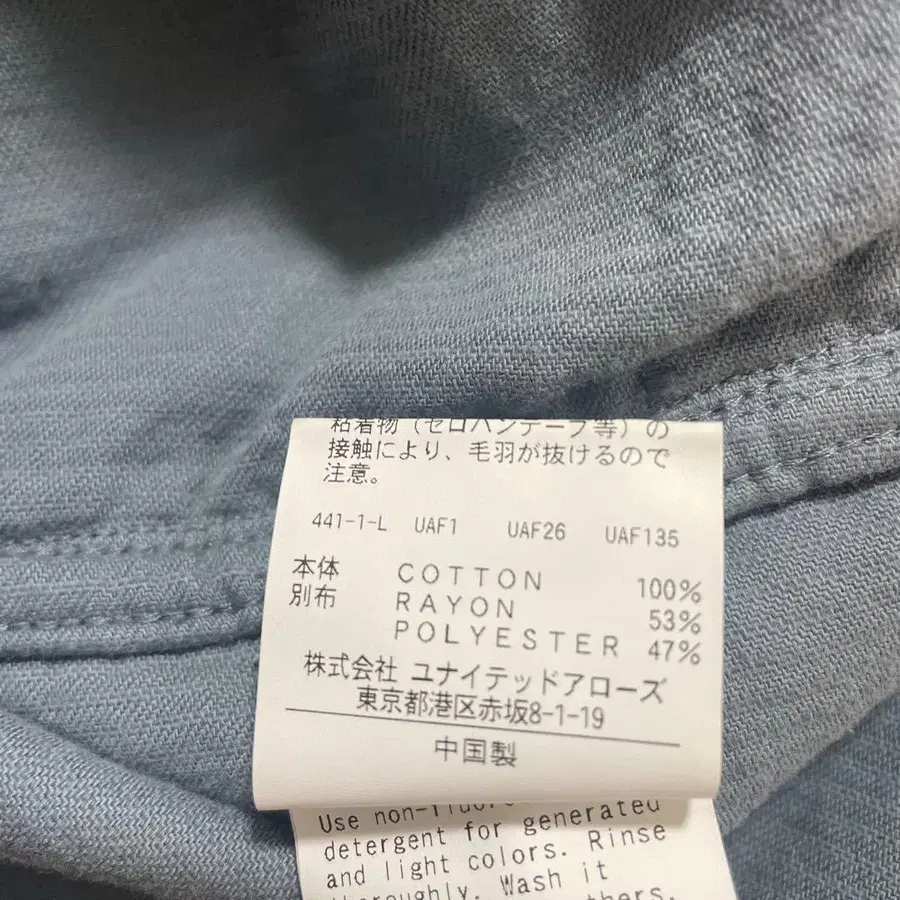 粘着物（セロハンテープ等）の
接触により、毛羽が抜けるので
注意。
441-1-L UAF1 UAF26 UAF135
本体 COTTON 100%
別布 RAYON 53%
POLYESTER 47%
株式会社 ユナイテッドアローズ
東京都港区赤坂8-1-19
中国製
Use
detergent for generated
and light colors. Rinse
thoroughly. Wash it